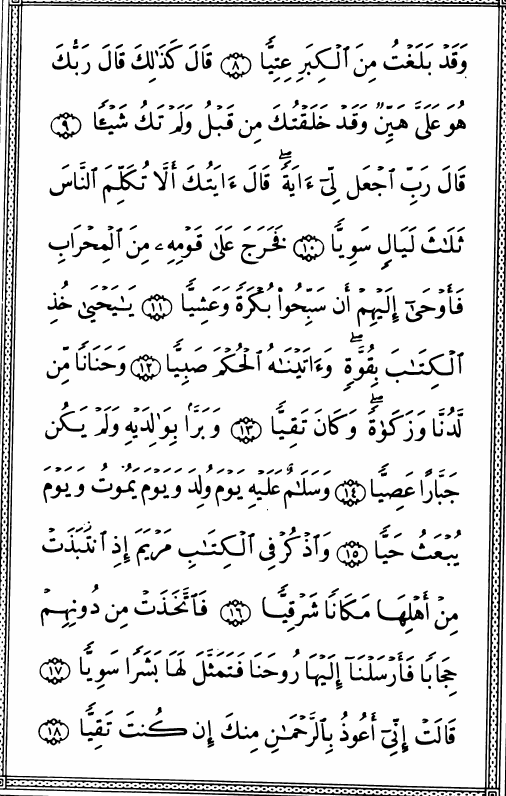 وَقَدْ بَلَغْتُ مِنَ ٱلْكِبَرِ عِتِيًّا ٨ قَالَ كَذَٰلِكَ قَالَ رَبُّكَ
هُوَ عَلَىَّ هَيِّنٌ وَقَدْ خَلَقْتُكَ مِن قَبْلُ وَلَمْ تَكُ شَيْـًٔا ٩
قَالَ رَبِّ ٱجْعَل لِّىٓ ءَايَةً ۖ قَالَ ءَايَتُكَ أَلَّا تُكَلِّمَ ٱلنَّاسَ
ثَلَٰثَ لَيَالٍ سَوِيًّا ١٠ فَخَرَجَ عَلَىٰ قَوْمِهِۦ مِنَ ٱلْمِحْرَابِ
فَأَوْحَىٰٓ إِلَيْهِمْ أَن سَبِّحُوا۟ بُكْرَةً وَعَشِيًّا ١١ يَٰيَحْيَىٰ خُذِ
ٱلْكِتَٰبَ بِقُوَّةٍ ۖ وَءَاتَيْنَٰهُ ٱلْحُكْمَ صَبِيًّا ١٢ وَحَنَانًا مِّن
لَّدُنَّا وَزَكَوٰةً ۖ وَكَانَ تَقِيًّا ١٣ وَبَرًّۢا بِوَٰلِدَيْهِ وَلَمْ يَكُن
جَبَّارًا عَصِيًّا ١٤ وَسَلَٰمٌ عَلَيْهِ يَوْمَ وُلِدَ وَيَوْمَ يَمُوتُ وَيَوْمَ
يُبْعَثُ حَيًّا ١٥ وَٱذْكُرْ فِى ٱلْكِتَٰبِ مَرْيَمَ إِذِ ٱنتَبَذَتْ
مِنْ أَهْلِهَا مَكَانًا شَرْقِيًّا ١٦ فَٱتَّخَذَتْ مِن دُونِهِمْ
حِجَابًا فَأَرْسَلْنَآ إِلَيْهَا رُوحَنَا فَتَمَثَّلَ لَهَا بَشَرًا سَوِيًّا ١٧
قَالَتْ إِنِّىٓ أَعُوذُ بِٱلرَّحْمَٰنِ مِنكَ إِن كُنتَ تَقِيًّا ١٨